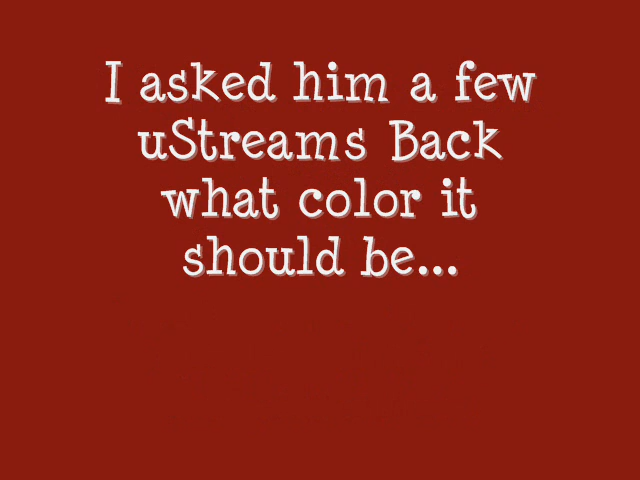 I asked him a few
uStreams Back
what color it
should be...